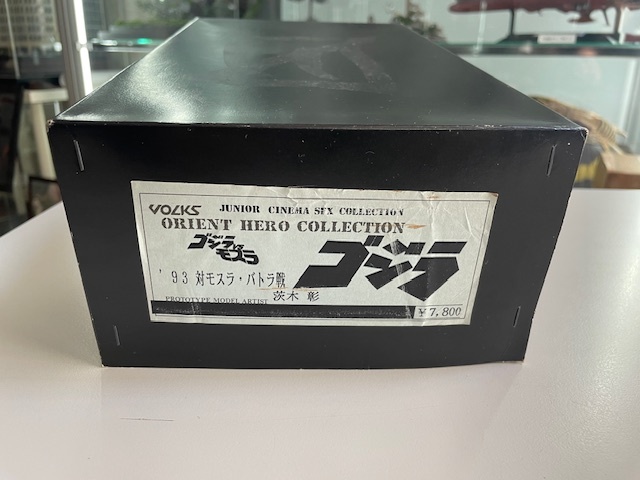 VOLKS JUNIOR CINEMA SFX COLLECTION
ORIENT HERO COLLECTION
ゴジラVSモスラ
ゴジラ
'93 対モスラ・バトラ戦
PROTOTYPE MODEL ARTIST 茨木 彰
¥7,800